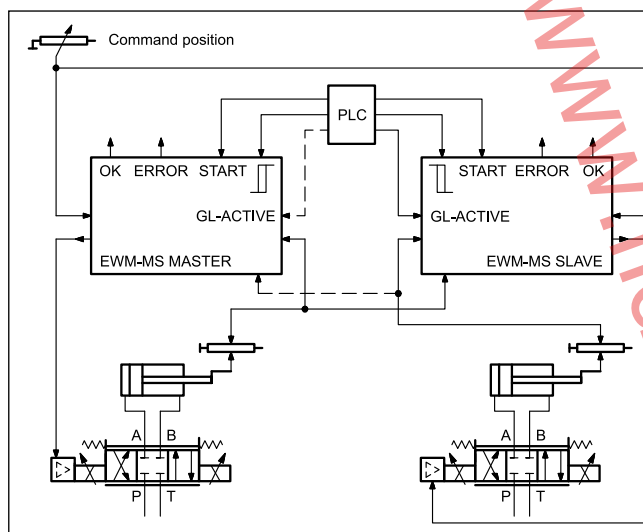 Command position
PLC
OK ERROR START
START ERROR OK
GL-ACTIVE
GL-ACTIVE
EWM-MS MASTER
EWM-MS SLAVE
A B
A B
P T
P T
www.